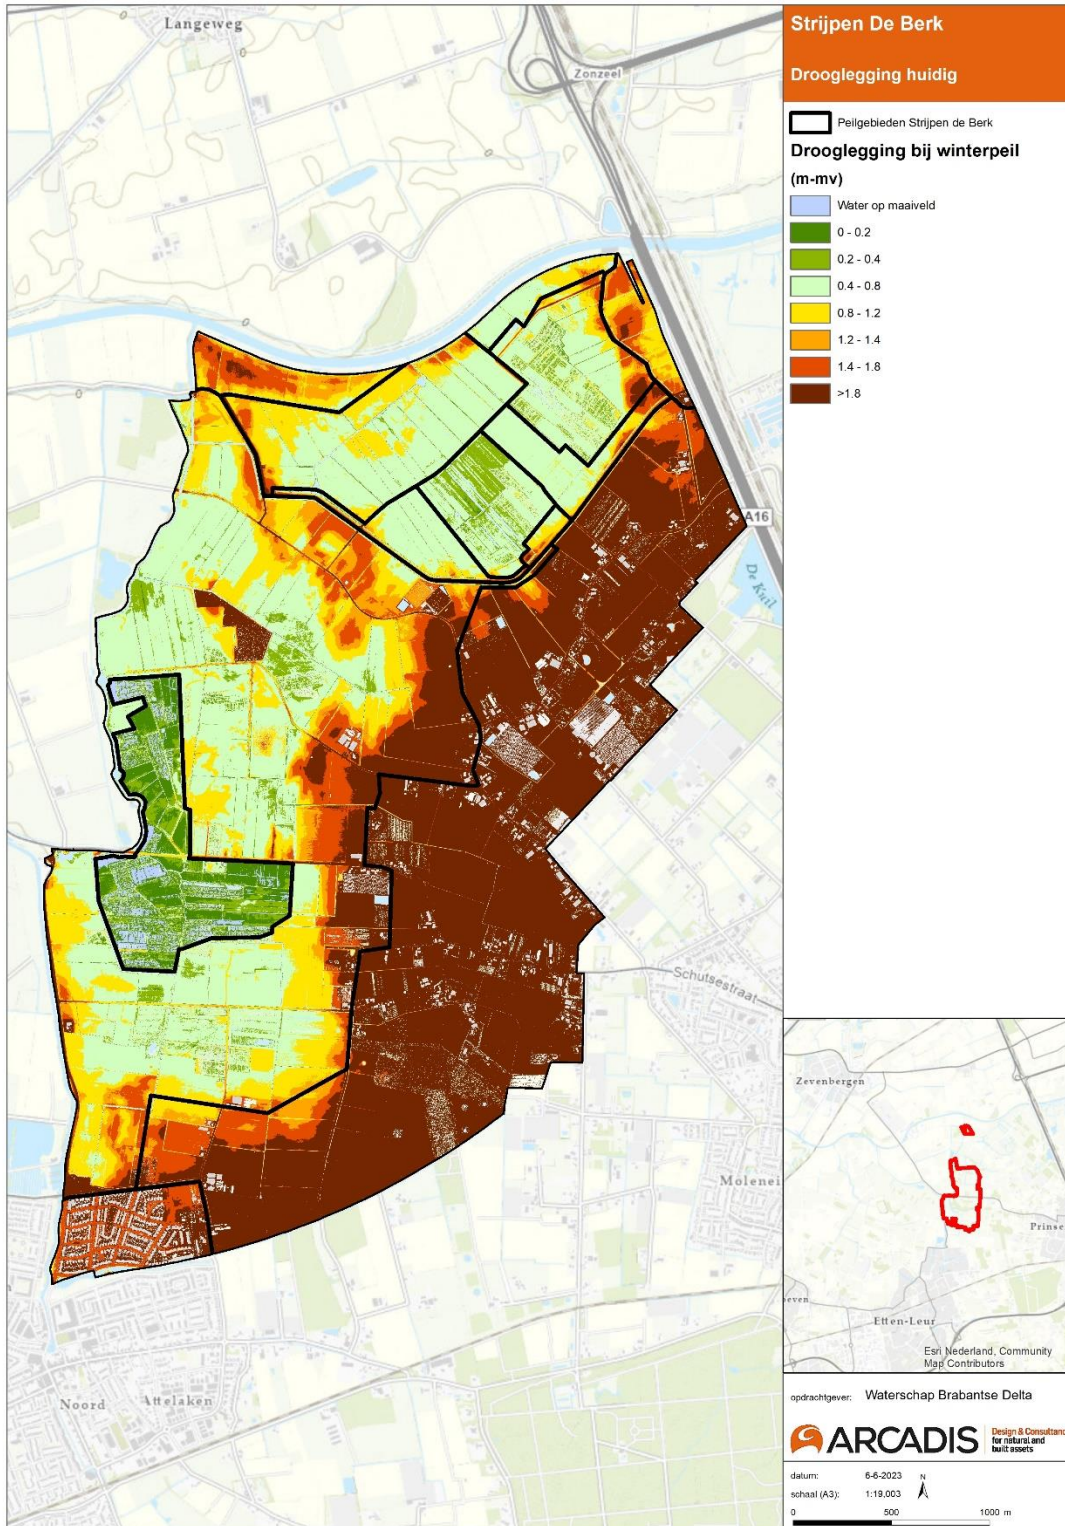 Langeweg
Zonzeel
A16
De Kuil
Schutsestraat
Molenei
Noord
Attelaken
Strijpen De Berk
Drooglegging huidig
Peilgebieden Strijpen de Berk
Drooglegging bij winterpeil
(m-mv)
Water op maaiveld
0 - 0.2
0.2 - 0.4
0.4 - 0.8
0.8 - 1.2
1.2 - 1.4
1.4 - 1.8
>1.8
Zevenbergen
Prinse
oeven
Etten-Leur
Esri Nederland, Community
Map Contributors
opdrachtgever: Waterschap Brabantse Delta
ARCADIS
Design & Consultanc
for natural and
built assets
datum: 6-6-2023 N
schaal (A3): 1:19,003
0 500 1000 m